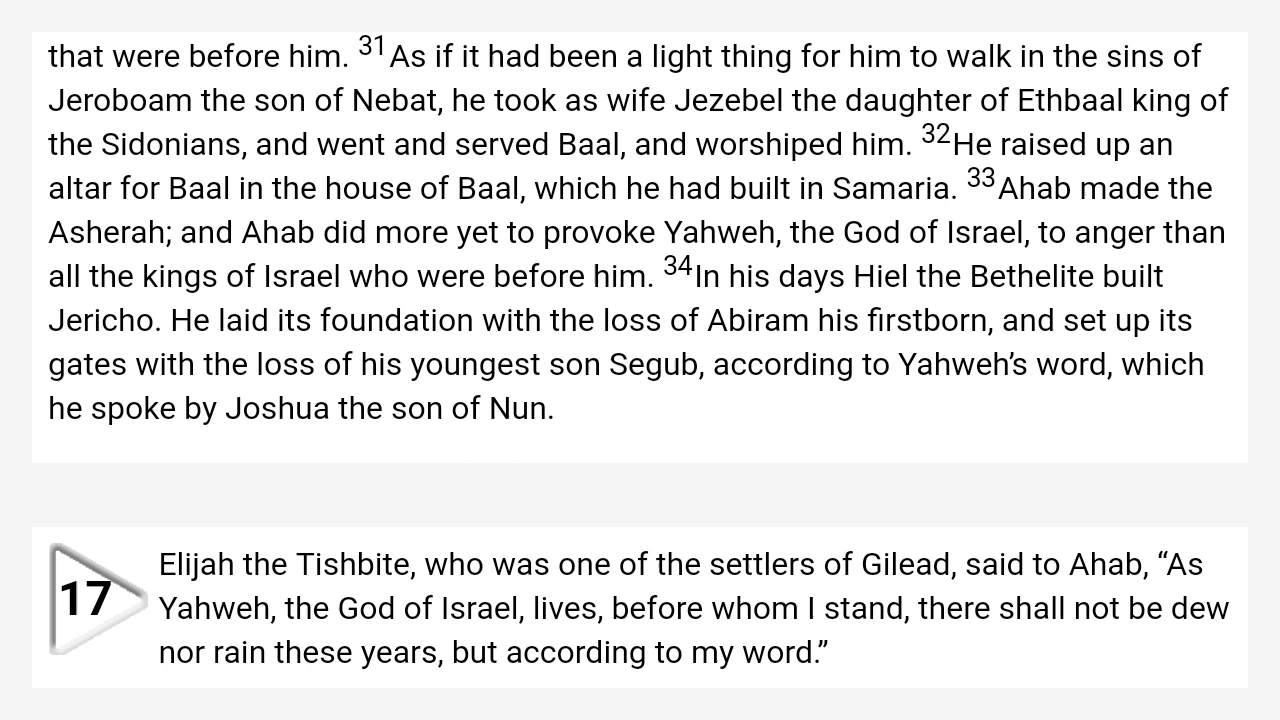 that were before him. 31 As if it had been a light thing for him to walk in the sins of
Jeroboam the son of Nebat, he took as wife Jezebel the daughter of Ethbaal king of
the Sidonians, and went and served Baal, and worshiped him. 32 He raised up an
altar for Baal in the house of Baal, which he had built in Samaria. 33 Ahab made the
Asherah; and Ahab did more yet to provoke Yahweh, the God of Israel, to anger than
all the kings of Israel who were before him. 34 In his days Hiel the Bethelite built
Jericho. He laid its foundation with the loss of Abiram his firstborn, and set up its
gates with the loss of his youngest son Segub, according to Yahweh’s word, which
he spoke by Joshua the son of Nun.
17
Elijah the Tishbite, who was one of the settlers of Gilead, said to Ahab, “As
Yahweh, the God of Israel, lives, before whom I stand, there shall not be dew
nor rain these years, but according to my word.”